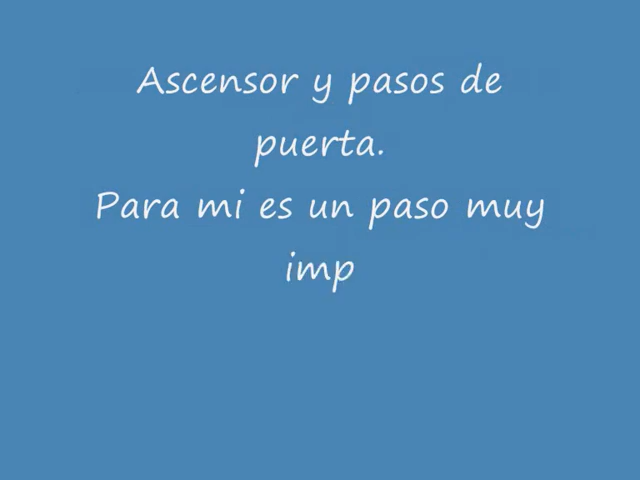 Ascensor y pasos de
puerta.
Para mi es un paso muy
imp